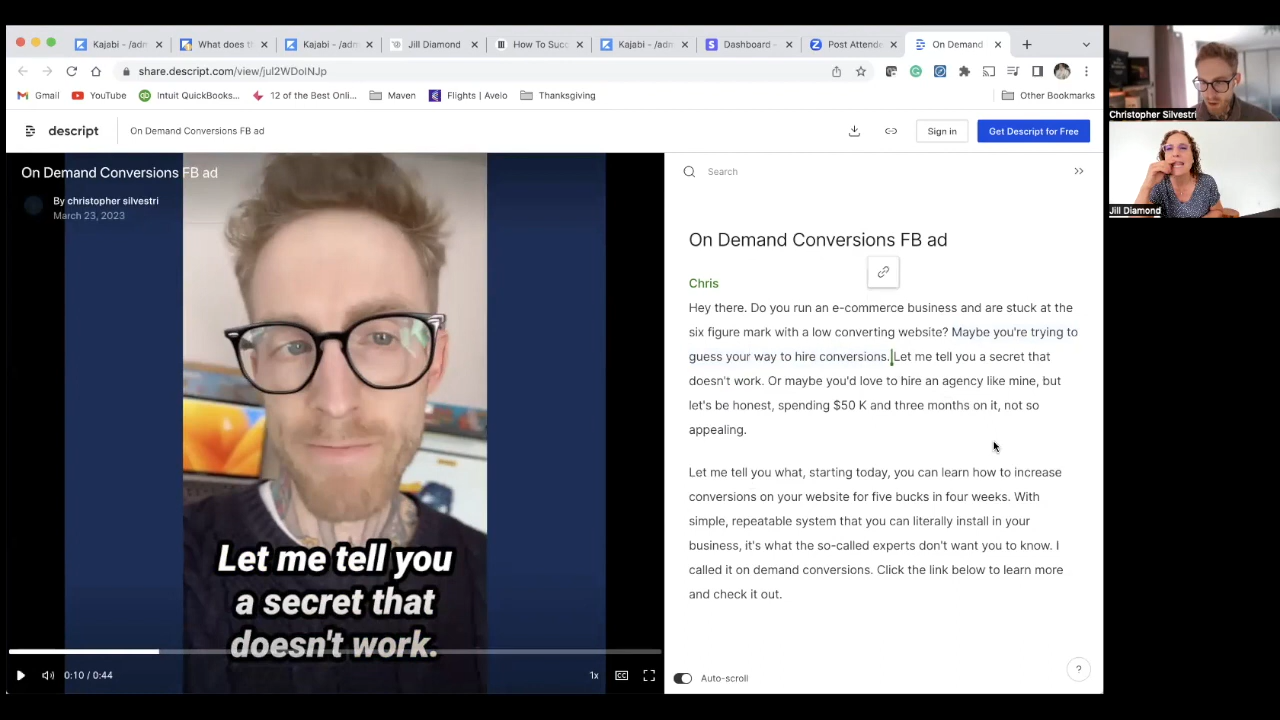 Kajabi - /adm
What does th
Kajabi - /adm
Jill Diamond
How To Succ
Kajabi - /adm
Dashboard -
Post Attende
On Demand
share.descript.com/view/jul2WDolNJp
Gmail
YouTube
Intuit QuickBooks...
12 of the Best Onli...
Maven
Flights | Avelo
Thanksgiving
Other Bookmarks
descript
On Demand Conversions FB ad
Sign in
Get Descript for Free
On Demand Conversions FB ad
By christopher silvestri
March 23, 2023
Let me tell you
a secret that
doesn't work.
0:10 / 0:44
1x
CC
Search
On Demand Conversions FB ad
Chris
Hey there. Do you run an e-commerce business and are stuck at the
six figure mark with a low converting website? Maybe you're trying to
guess your way to hire conversions. Let me tell you a secret that
doesn't work. Or maybe you'd love to hire an agency like mine, but
let's be honest, spending $50 K and three months on it, not so
appealing.
Let me tell you what, starting today, you can learn how to increase
conversions on your website for five bucks in four weeks. With
simple, repeatable system that you can literally install in your
business, it's what the so-called experts don't want you to know. I
called it on demand conversions. Click the link below to learn more
and check it out.
Auto-scroll
?
Christopher Silvestri
Jill Diamond